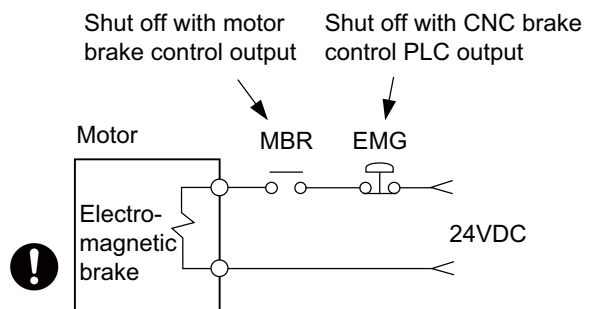 Shut off with motor
brake control output
Shut off with CNC brake
control PLC output
Motor
MBR
EMG
Electro-
magnetic
brake
24VDC